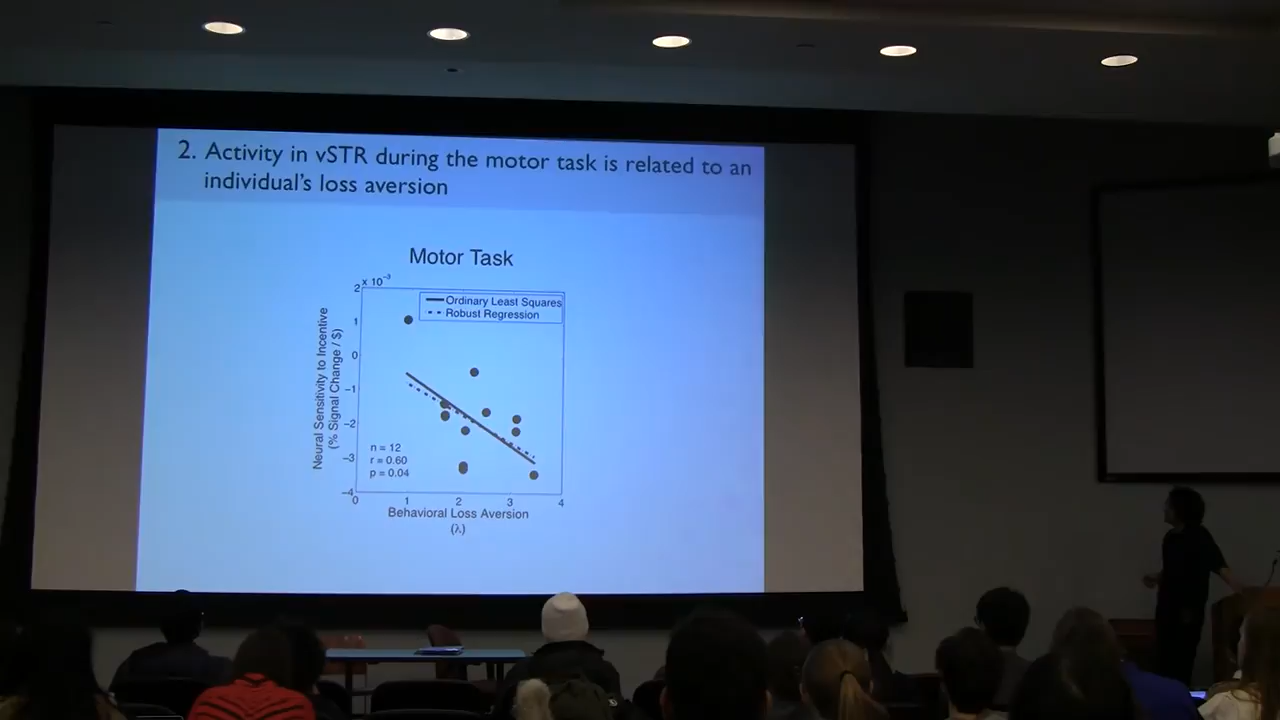 2. Activity in vSTR during the motor task is related to an
individual's loss aversion
Motor Task
x 10⁻³
Ordinary Least Squares
Robust Regression
2
1
0
−1
−2
−3
−4
Neural Sensitivity to Incentive
(% Signal Change / $)
n = 12
r = 0.60
p = 0.04
0 1 2 3 4
Behavioral Loss Aversion
(λ)